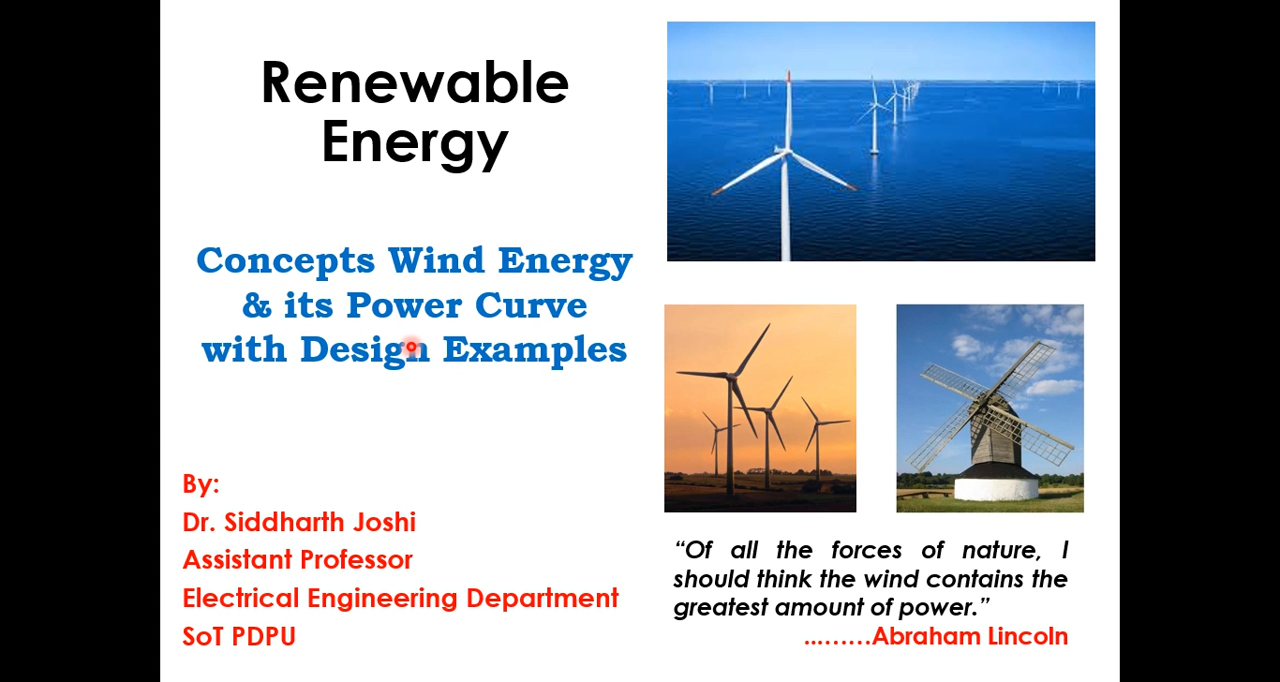 Renewable
Energy
Concepts Wind Energy
& its Power Curve
with Design Examples
By:
Dr. Siddharth Joshi
Assistant Professor
Electrical Engineering Department
SoT PDPU
“Of all the forces of nature, I
should think the wind contains the
greatest amount of power.”
...……Abraham Lincoln